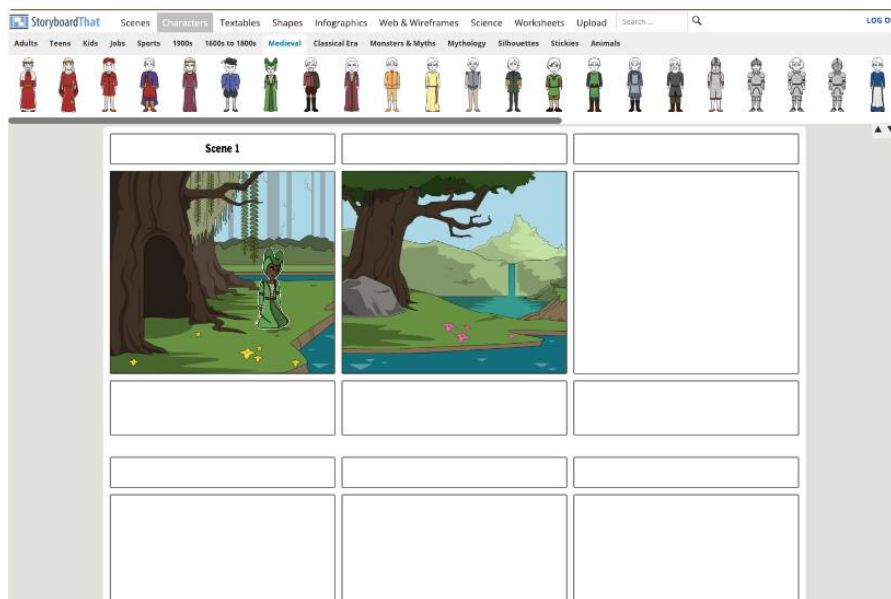 StoryboardThat Scenes Characters Textables Shapes Infographics Web & Wireframes Science Worksheets Upload Search ... LOG O
Adults Teens Kids Jobs Sports 1900s 1600s to 1800s Medieval Classical Era Monsters & Myths Mythology Silhouettes Stickies Animals
Scene 1